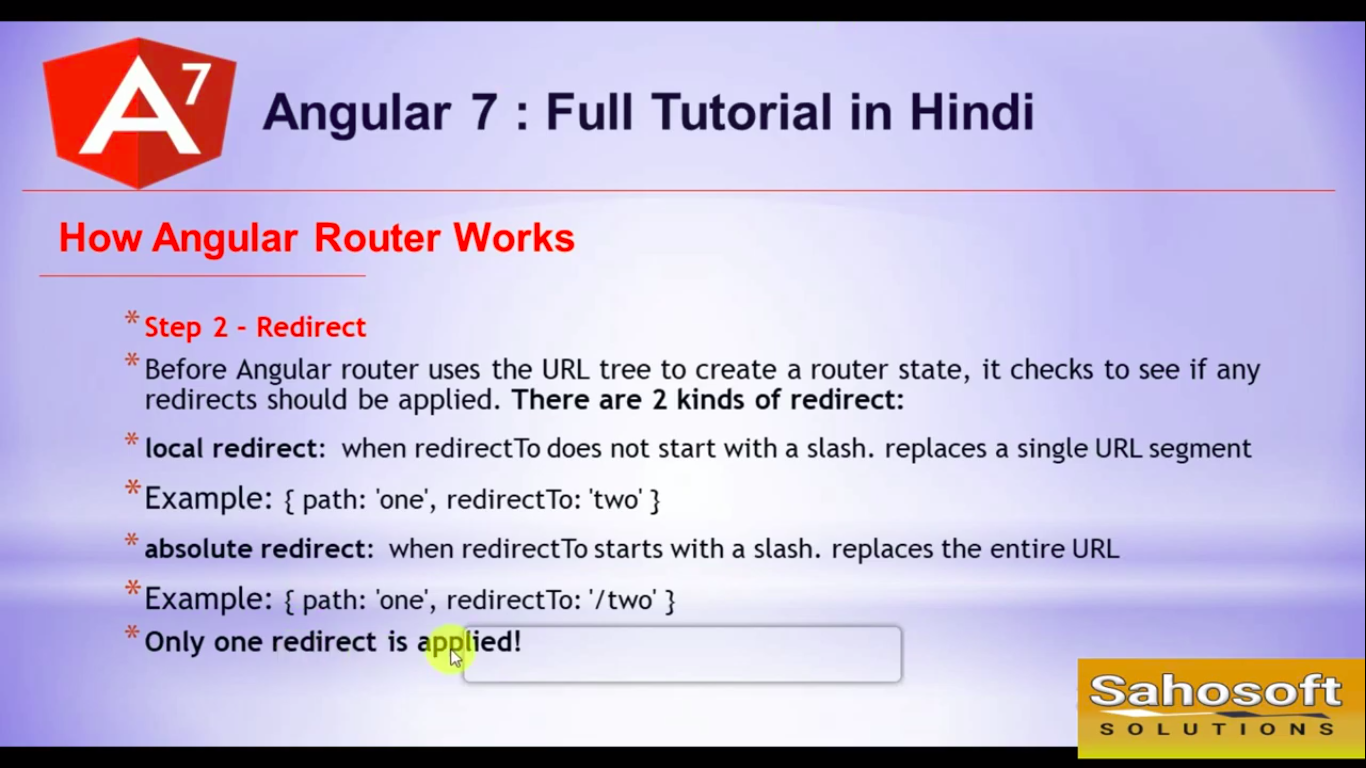 A 7
Angular 7 : Full Tutorial in Hindi
How Angular Router Works
* Step 2 - Redirect
* Before Angular router uses the URL tree to create a router state, it checks to see if any
redirects should be applied. There are 2 kinds of redirect:
* local redirect: when redirectTo does not start with a slash. replaces a single URL segment
* Example: { path: 'one', redirectTo: 'two' }
* absolute redirect: when redirectTo starts with a slash. replaces the entire URL
* Example: { path: 'one', redirectTo: '/two' }
* Only one redirect is applied!
Sahosoft
SOLUTIONS